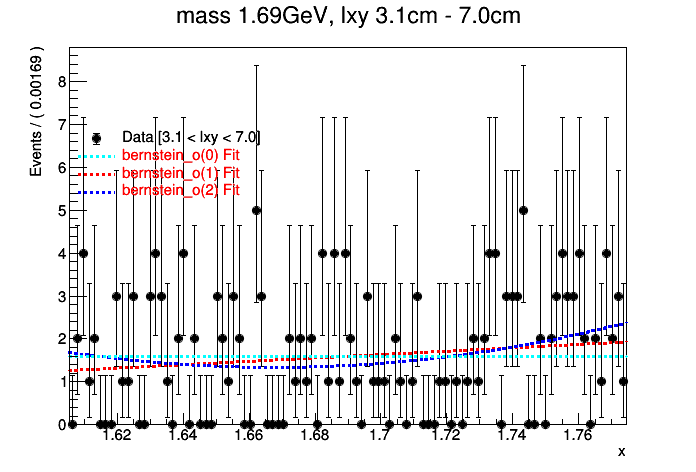 mass 1.69GeV, lxy 3.1cm - 7.0cm
Events / ( 0.00169 )
8
7
Data [3.1 < lxy < 7.0]
bernstein_o(0) Fit
bernstein_o(1) Fit
6
bernstein_o(2) Fit
5
4
3
2
1
0
1.62 1.64 1.66 1.68 1.7 1.72 1.74 1.76
x